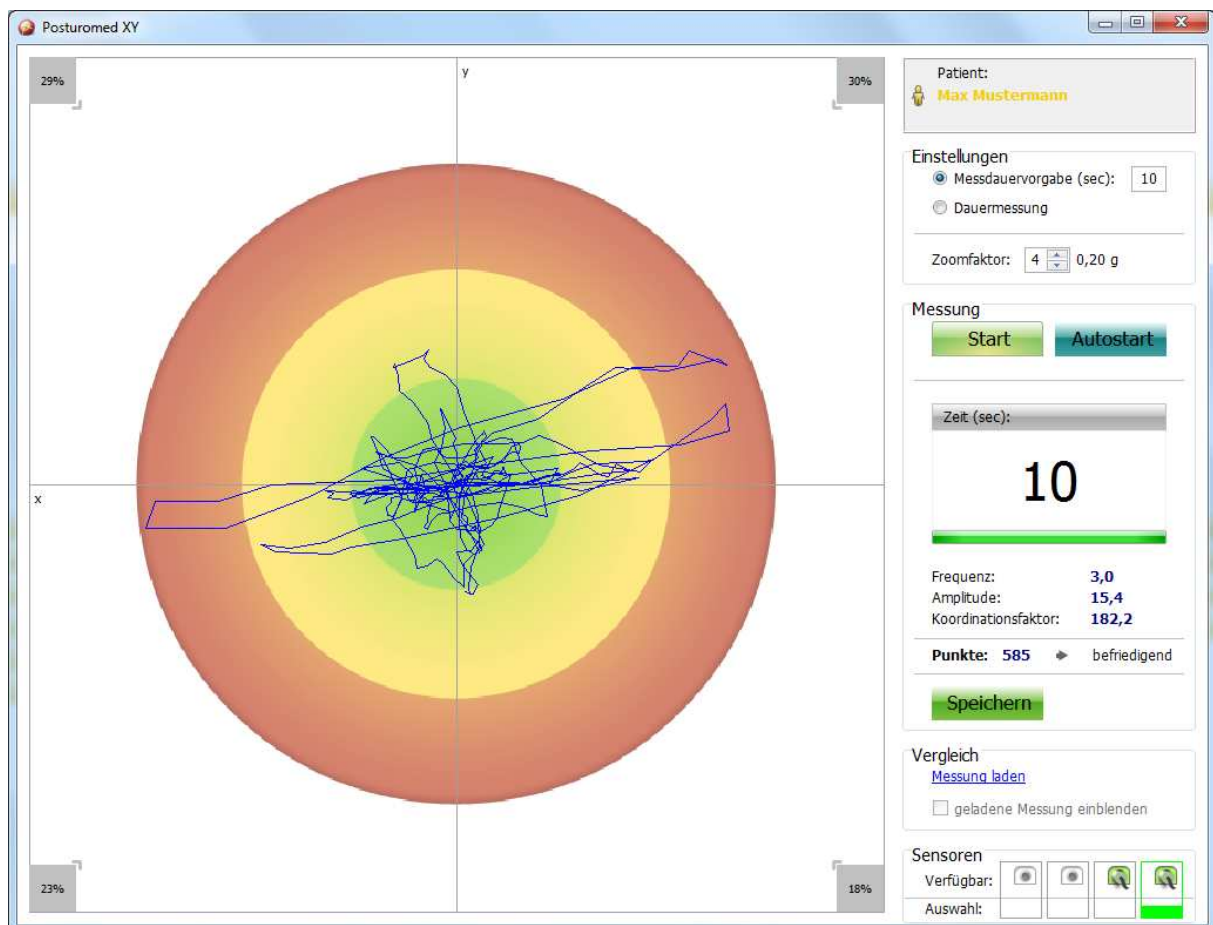 Posturomed XY
29%
y
30%
x
23%
18%
Patient:
Max Mustermann
Einstellungen
Messdauervorgabe (sec): 10
Dauermessung
Zoomfaktor: 4 0,20 g
Messung
Start Autostart
Zeit (sec):
10
Frequenz: 3,0
Amplitude: 15,4
Koordinationsfaktor: 182,2
Punkte: 585 befriedigend
Speichern
Vergleich
Messung laden
geladene Messung einblenden
Sensoren
Verfügbar:
Auswahl: